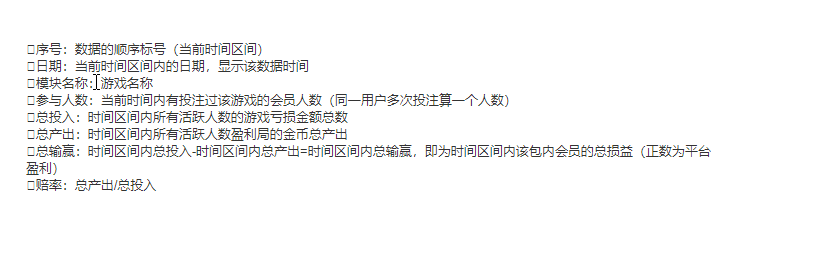 序号：数据的顺序标号（当前时间区间）
日期：当前时间区间内的日期，显示该数据时间
模块名称：游戏名称
参与人数：当前时间内有投注过该游戏的会员人数（同一用户多次投注算一个人数）
总投入：时间区间内所有活跃人数的游戏亏损金额总数
总产出：时间区间内所有活跃人数盈利局的金币总产出
总输赢：时间区间内总投入-时间区间内总产出=时间区间内总输赢，即为时间区间内该包内会员的总损益（正数为平台
盈利）
赔率：总产出/总投入